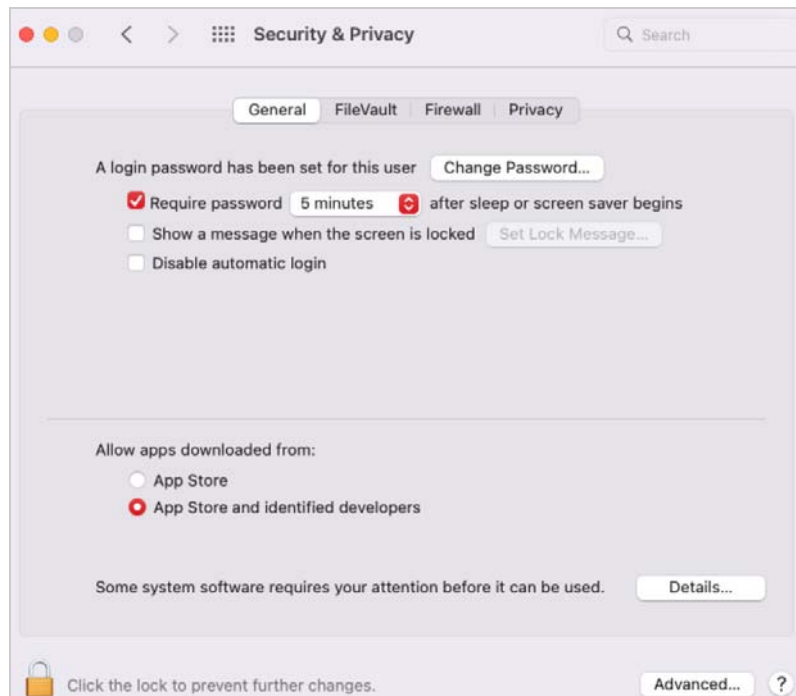 Security & Privacy
Search
General FileVault Firewall Privacy
A login password has been set for this user Change Password...
Require password 5 minutes after sleep or screen saver begins
Show a message when the screen is locked Set Lock Message...
Disable automatic login
Allow apps downloaded from:
App Store
App Store and identified developers
Some system software requires your attention before it can be used. Details...
Click the lock to prevent further changes. Advanced... ?